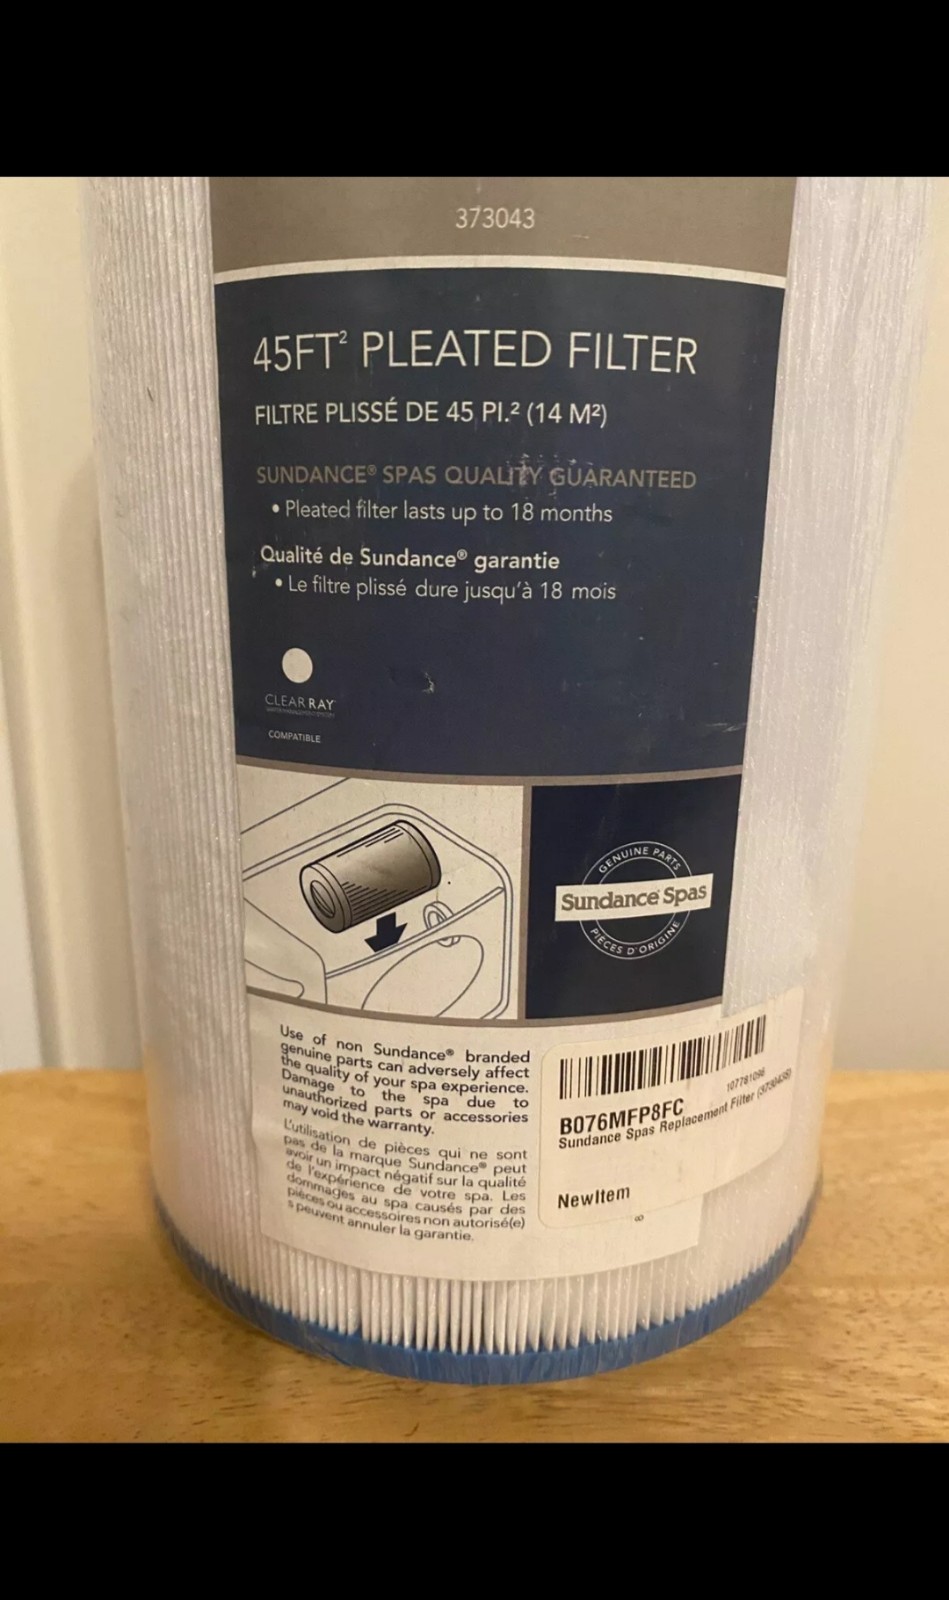 373043
45FT² PLEATED FILTER
FILTRE PLISSÉ DE 45 PI.² (14 M²)
SUNDANCE® SPAS QUALITY GUARANTEED
• Pleated filter lasts up to 18 months
Qualité de Sundance® garantie
• Le filtre plissé dure jusqu'à 18 mois
CLEARRAY
COMPATIBLE
GENUINE PARTS
Sundance Spas
PIÈCES D'ORIGINE
Use of non Sundance® branded
genuine parts can adversely affect
the quality of your spa experience.
Damage to the spa due to
unauthorized parts or accessories
may void the warranty.
L'utilisation de pièces qui ne sont
pas de la marque Sundance® peut
avoir un impact négatif sur la qualité
de l'expérience de votre spa. Les
dommages au spa causés par des
pièces ou accessoires non autorisé(e)
s peuvent annuler la garantie.
107781096
B076MFP8FC
Sundance Spas Replacement Filter
NewItem